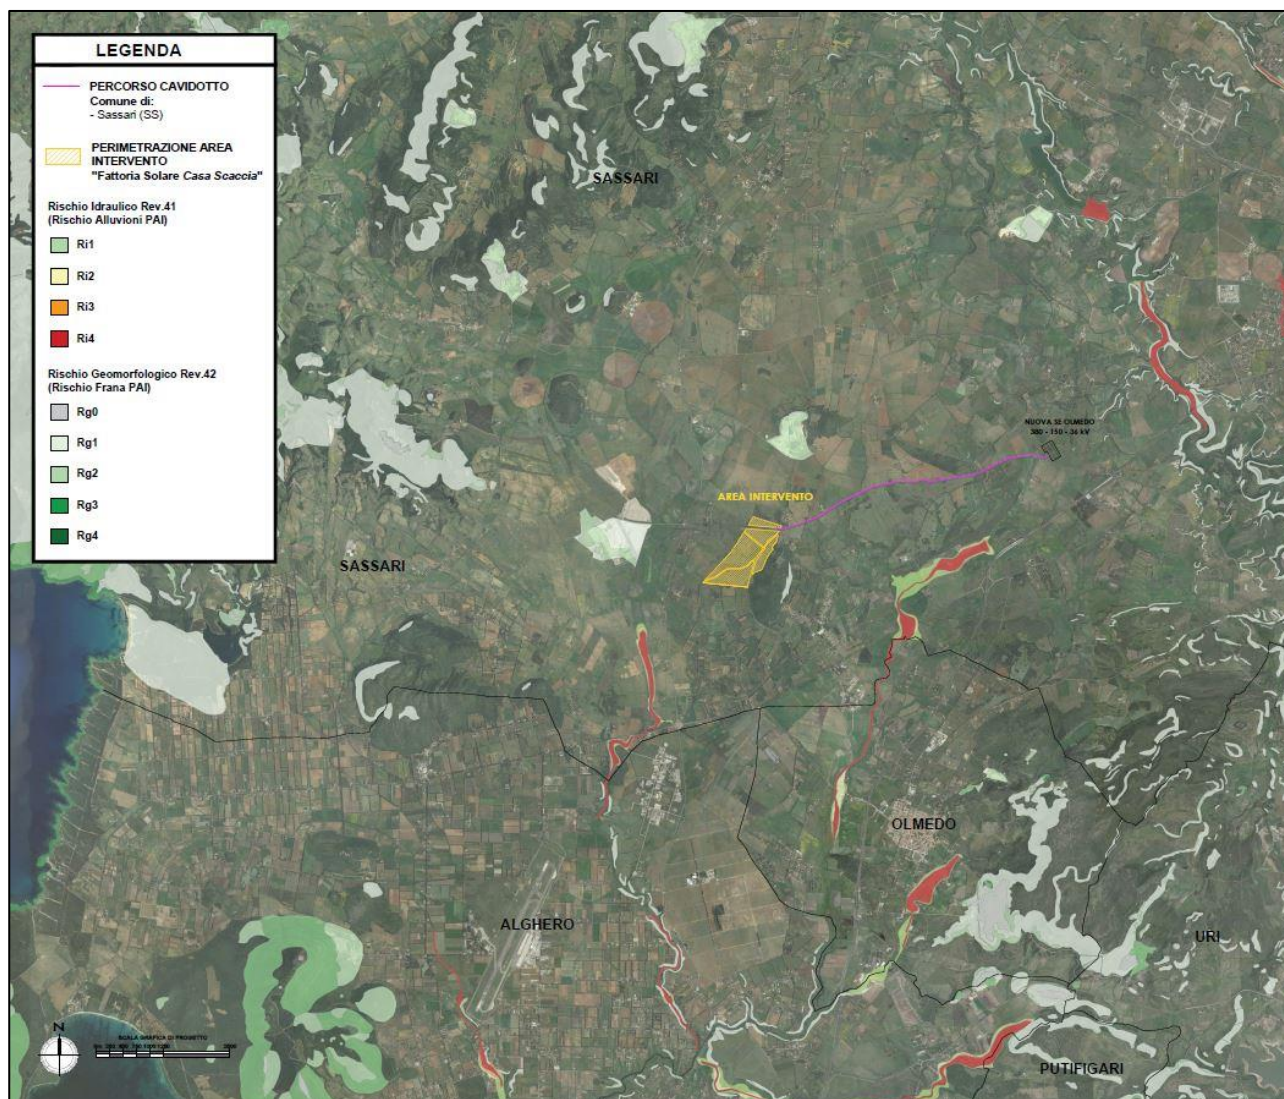 LEGENDA
PERCORSO CAVIDOTTO
Comune di:
- Sassari (SS)
PERIMETRAZIONE AREA
INTERVENTO
"Fattoria Solare Casa Scaccia"
Rischio Idraulico Rev.41
(Rischio Alluvioni PAI)
Ri1
Ri2
Ri3
Ri4
Rischio Geomorfologico Rev.42
(Rischio Frana PAI)
Rg0
Rg1
Rg2
Rg3
Rg4
SASSARI
NUOVA SE OLMEDO
380 - 150 - 36 kV
AREA INTERVENTO
SASSARI
OLMEDO
ALGHERO
URI
PUTIFIGARI
N
SCALA GRAFICA DI PROGETTO